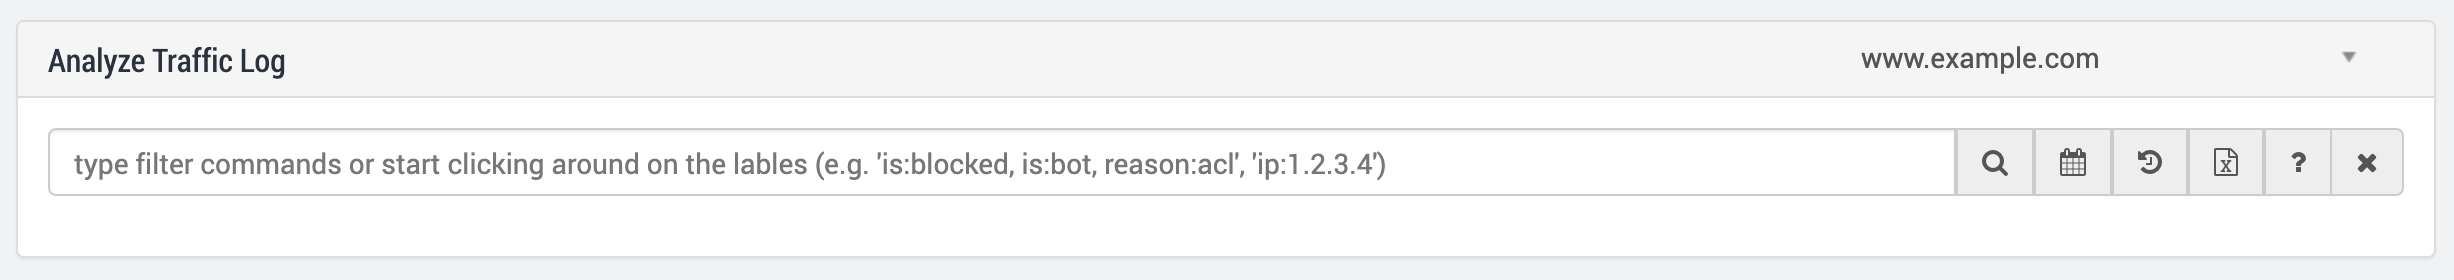 Analyze Traffic Log
www.example.com
type filter commands or start clicking around on the lables (e.g. 'is:blocked, is:bot, reason:acl', 'ip:1.2.3.4')
?